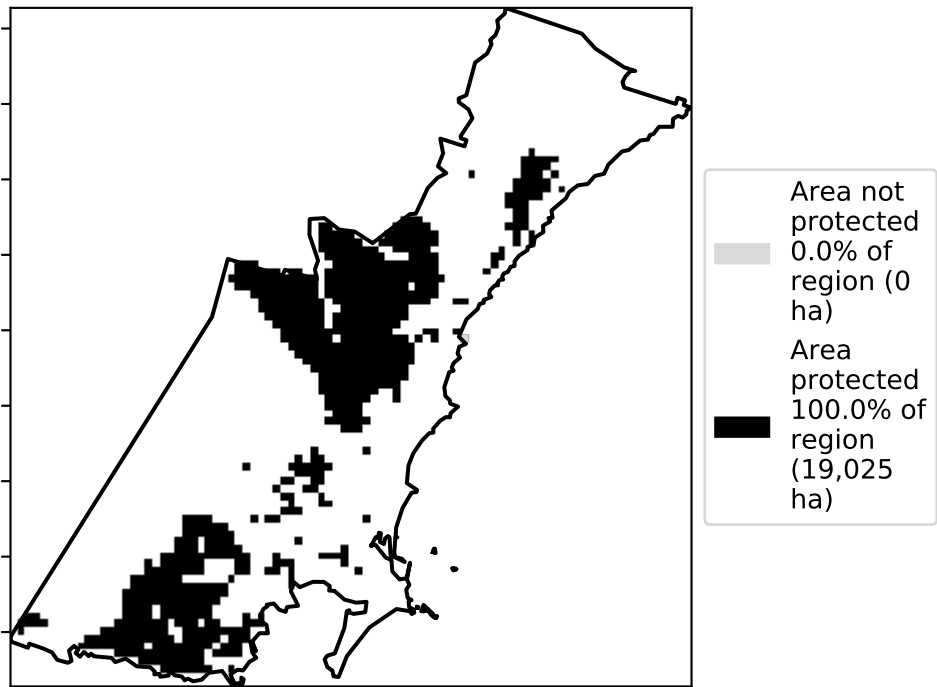 Area not
protected
0.0% of
region (0
ha)
Area
protected
100.0% of
region
(19,025
ha)